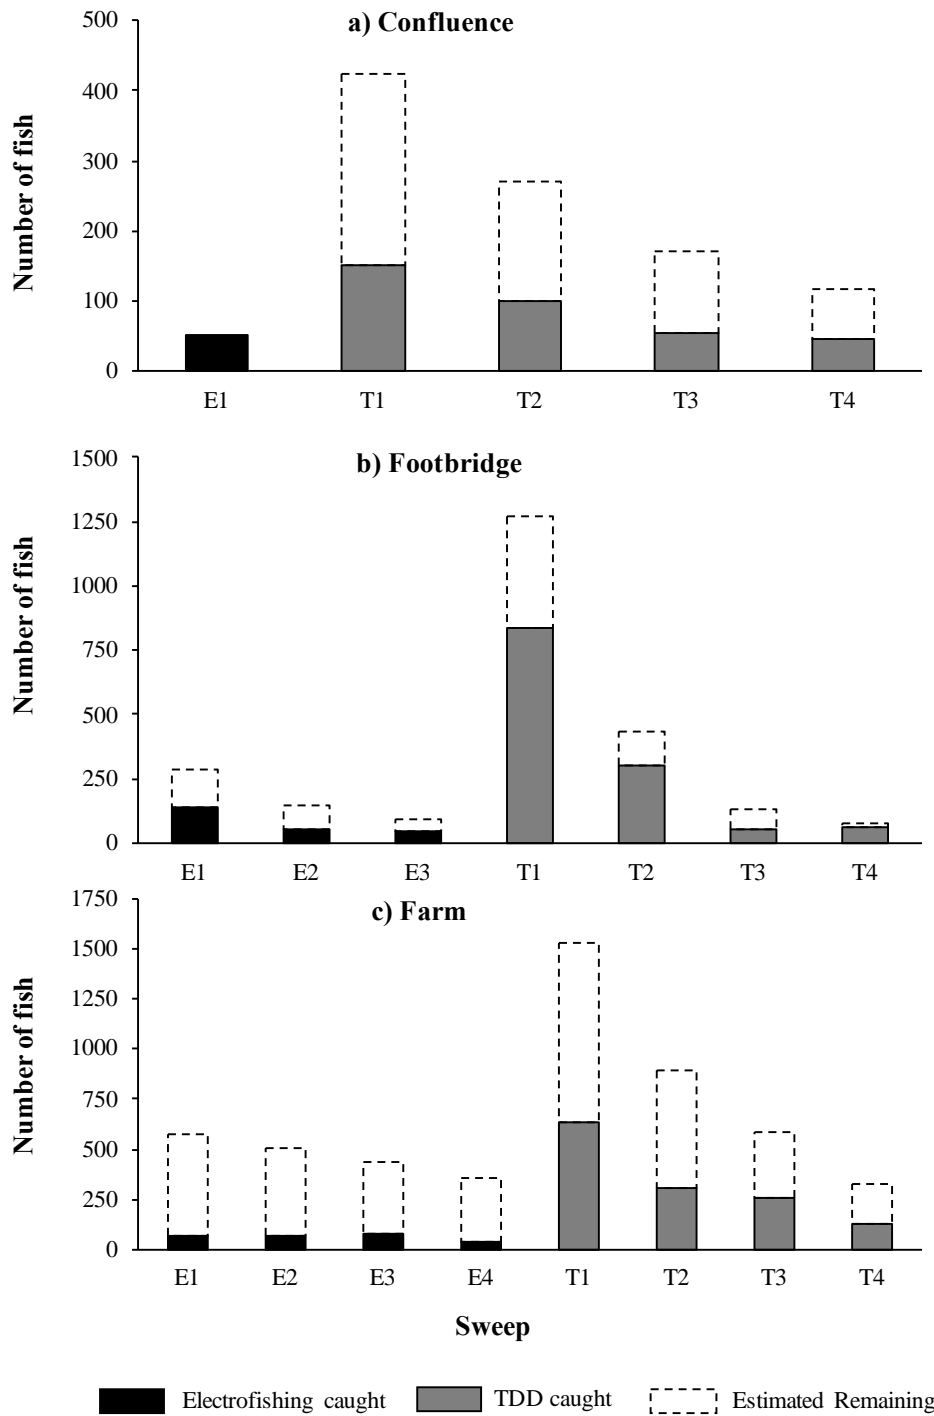 a) Confluence
Number of fish
500
400
300
200
100
0
E1 T1 T2 T3 T4
b) Footbridge
Number of fish
1500
1250
1000
750
500
250
0
E1 E2 E3 T1 T2 T3 T4
c) Farm
Number of fish
1750
1500
1250
1000
750
500
250
0
E1 E2 E3 E4 T1 T2 T3 T4
Sweep
Electrofishing caught TDD caught Estimated Remaining